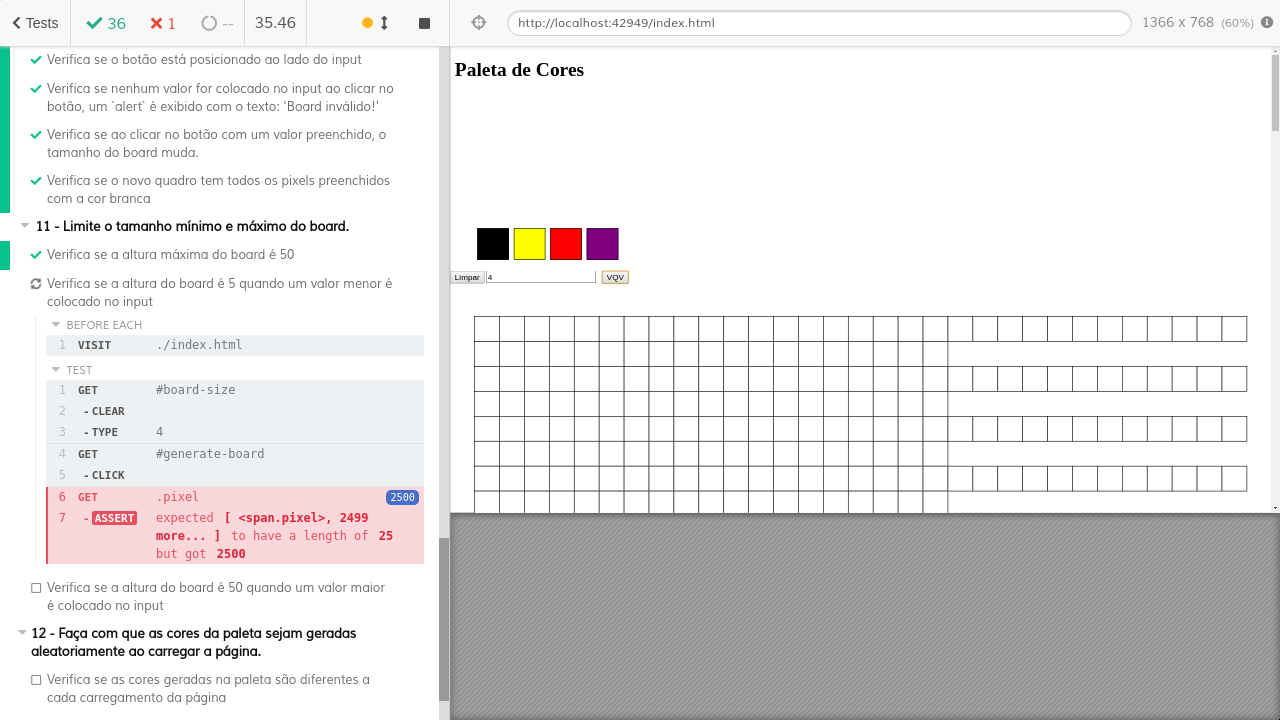 Tests
36
1
--
35.46
http://localhost:42949/index.html
1366 x 768 (60%)
Verifica se o botão está posicionado ao lado do input
Verifica se nenhum valor for colocado no input ao clicar no
botão, um `alert` é exibido com o texto: 'Board inválido!'
Verifica se ao clicar no botão com um valor preenchido, o
tamanho do board muda.
Verifica se o novo quadro tem todos os pixels preenchidos
com a cor branca
11 - Limite o tamanho mínimo e máximo do board.
Verifica se a altura máxima do board é 50
Verifica se a altura do board é 5 quando um valor menor é
colocado no input
BEFORE EACH
1 VISIT ./index.html
TEST
1 GET #board-size
2 -CLEAR
3 -TYPE 4
4 GET #generate-board
5 -CLICK
6 GET .pixel 2500
7 -ASSERT expected [ <span.pixel>, 2499
more... ] to have a length of 25
but got 2500
Verifica se a altura do board é 50 quando um valor maior
é colocado no input
12 - Faça com que as cores da paleta sejam geradas
aleatoriamente ao carregar a página.
Verifica se as cores geradas na paleta são diferentes a
cada carregamento da página
Paleta de Cores
Limpar 4 VQV